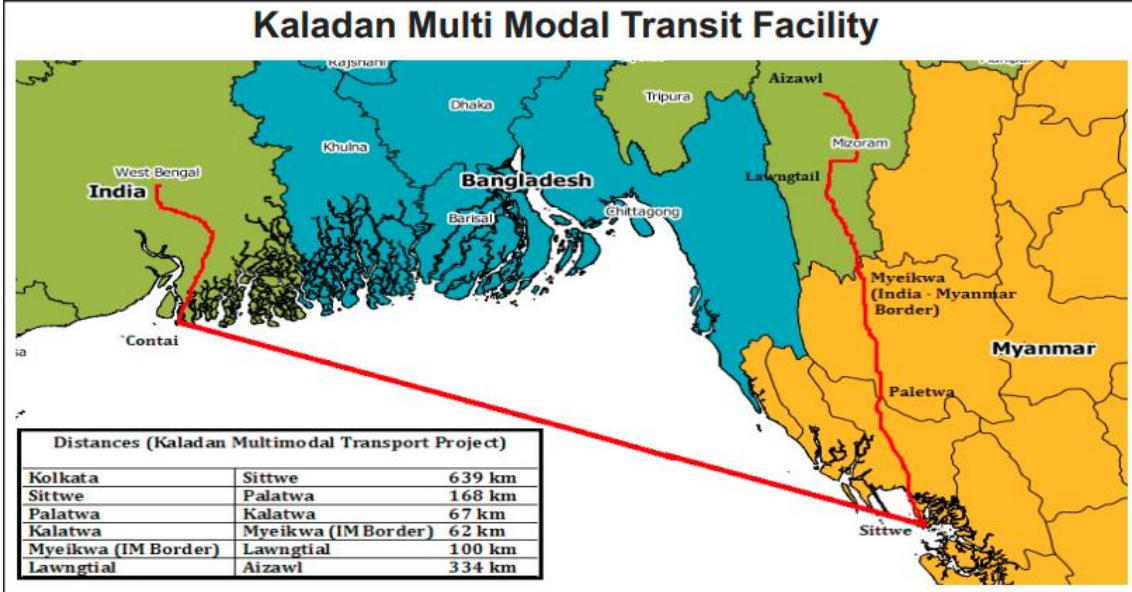 Kaladan Multi Modal Transit Facility
Rajshahi
Aizawl
Dhaka
Tripura
Khulna
Mizoram
West Bengal
India
Lawngtail
Bangladesh
Barisal
Chittagong
Myeikwa
(India - Myanmar
Border)
Contai
sa
Myanmar
Paletwa
Sittwe
Distances (Kaladan Multimodal Transport Project)
Kolkata Sittwe 639 km
Sittwe Palatwa 168 km
Palatwa Kalatwa 67 km
Kalatwa Myeikwa (IM Border) 62 km
Myeikwa (IM Border) Lawngtial 100 km
Lawngtial Aizawl 334 km